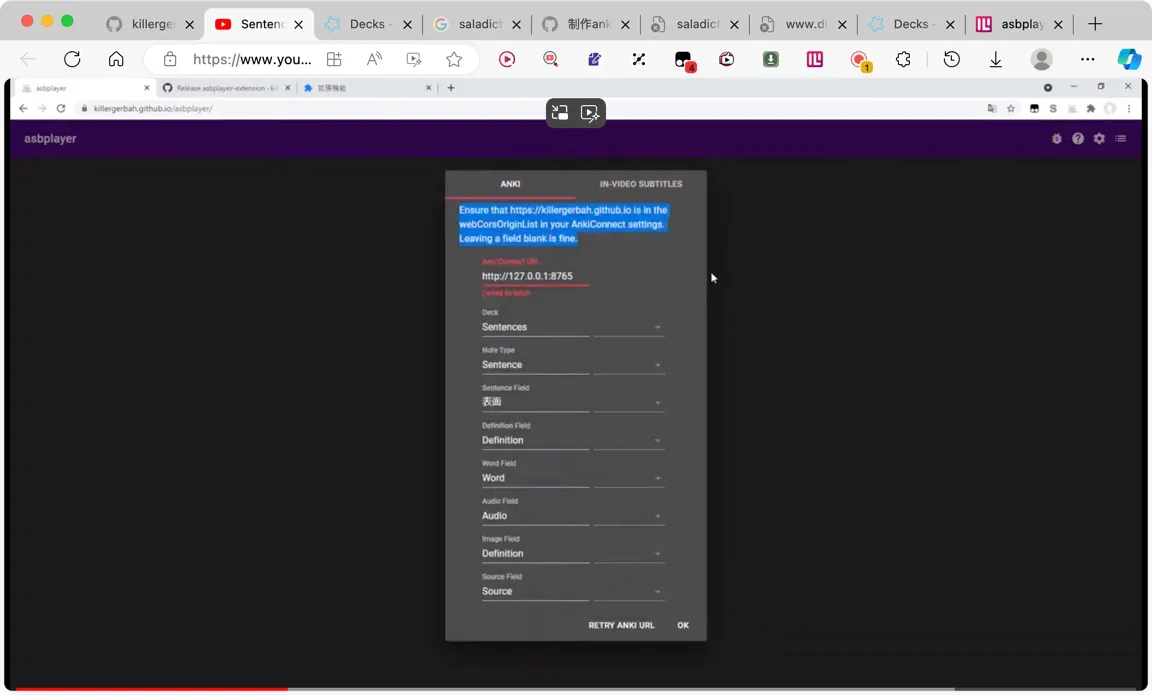 killerge
Sentenc
Decks -
saladict
制作ank
saladict
www.di
Decks -
asbplay
https://www.you...
4
1
asbplayer
Release asbplayer-extension - ki
拡張機能
killergerbah.github.io/asbplayer/
asbplayer
ANKI
IN-VIDEO SUBTITLES
Ensure that https://killergerbah.github.io is in the
webCorsOriginList in your AnkiConnect settings.
Leaving a field blank is fine.
Anki Connect URL
http://127.0.0.1:8765
Failed to fetch
Deck
Sentences
Note Type
Sentence
Sentence Field
表面
Definition Field
Definition
Word Field
Word
Audio Field
Audio
Image Field
Definition
Source Field
Source
RETRY ANKI URL
OK